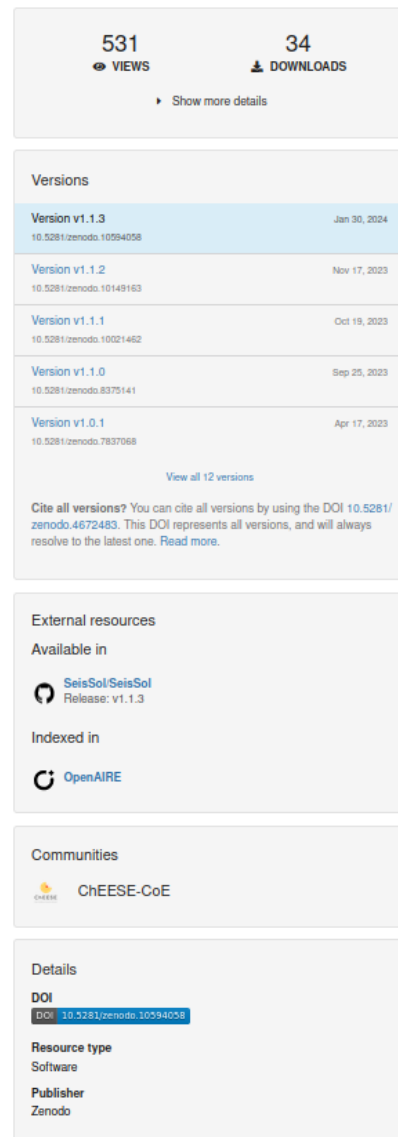 531
VIEWS
34
DOWNLOADS
Show more details
Versions
Version v1.1.3 Jan 30, 2024
10.5281/zenodo.10594058
Version v1.1.2 Nov 17, 2023
10.5281/zenodo.10149163
Version v1.1.1 Oct 19, 2023
10.5281/zenodo.10021462
Version v1.1.0 Sep 25, 2023
10.5281/zenodo.8375141
Version v1.0.1 Apr 17, 2023
10.5281/zenodo.7837068
View all 12 versions
Cite all versions? You can cite all versions by using the DOI 10.5281/
zenodo.4672483. This DOI represents all versions, and will always
resolve to the latest one. Read more.
External resources
Available in
SeisSol/SeisSol
Release: v1.1.3
Indexed in
OpenAIRE
Communities
ChEESE
ChEESE-CoE
Details
DOI
DOI 10.5281/zenodo.10594058
Resource type
Software
Publisher
Zenodo